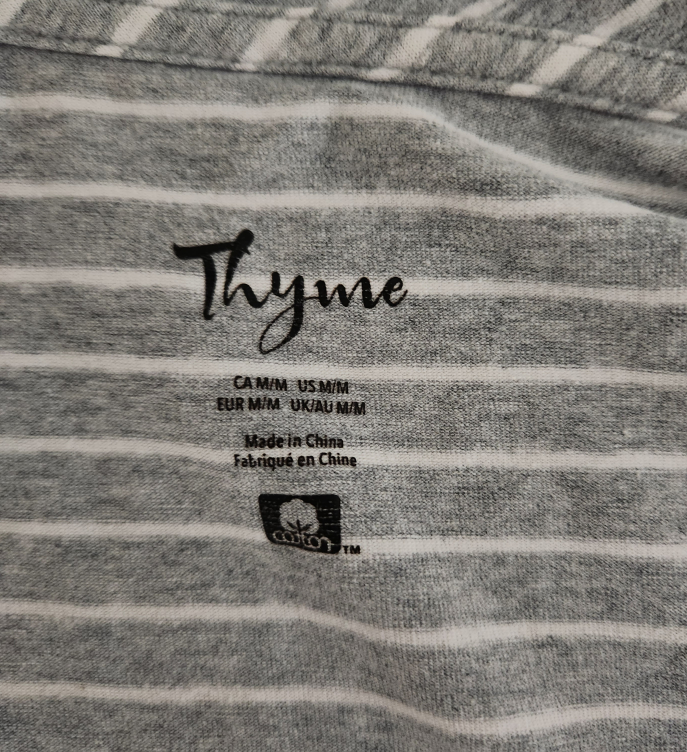 Thyme
CA M/M US M/M
EUR M/M UK/AU M/M
Made in China
Fabriqué en Chine
cotton TM